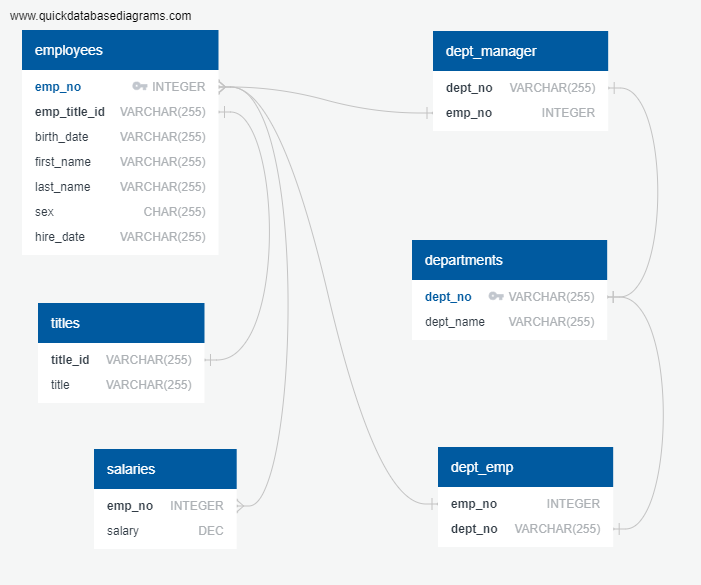 www.quickdatabasediagrams.com
employees
emp_no INTEGER
emp_title_id VARCHAR(255)
birth_date VARCHAR(255)
first_name VARCHAR(255)
last_name VARCHAR(255)
sex CHAR(255)
hire_date VARCHAR(255)
dept_manager
dept_no VARCHAR(255)
emp_no INTEGER
departments
dept_no VARCHAR(255)
dept_name VARCHAR(255)
titles
title_id VARCHAR(255)
title VARCHAR(255)
salaries
emp_no INTEGER
salary DEC
dept_emp
emp_no INTEGER
dept_no VARCHAR(255)